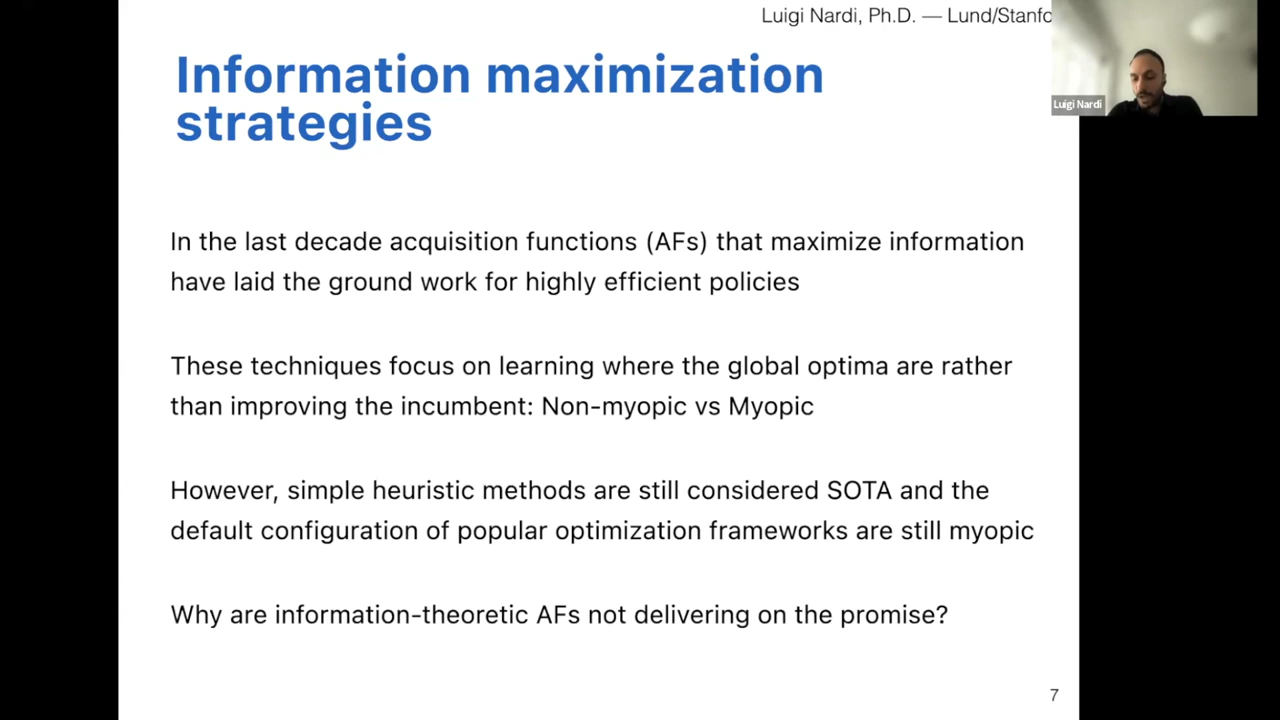 Luigi Nardi, Ph.D. — Lund/Stanfo
Information maximization
strategies
Luigi Nardi
In the last decade acquisition functions (AFs) that maximize information
have laid the ground work for highly efficient policies
These techniques focus on learning where the global optima are rather
than improving the incumbent: Non-myopic vs Myopic
However, simple heuristic methods are still considered SOTA and the
default configuration of popular optimization frameworks are still myopic
Why are information-theoretic AFs not delivering on the promise?
7